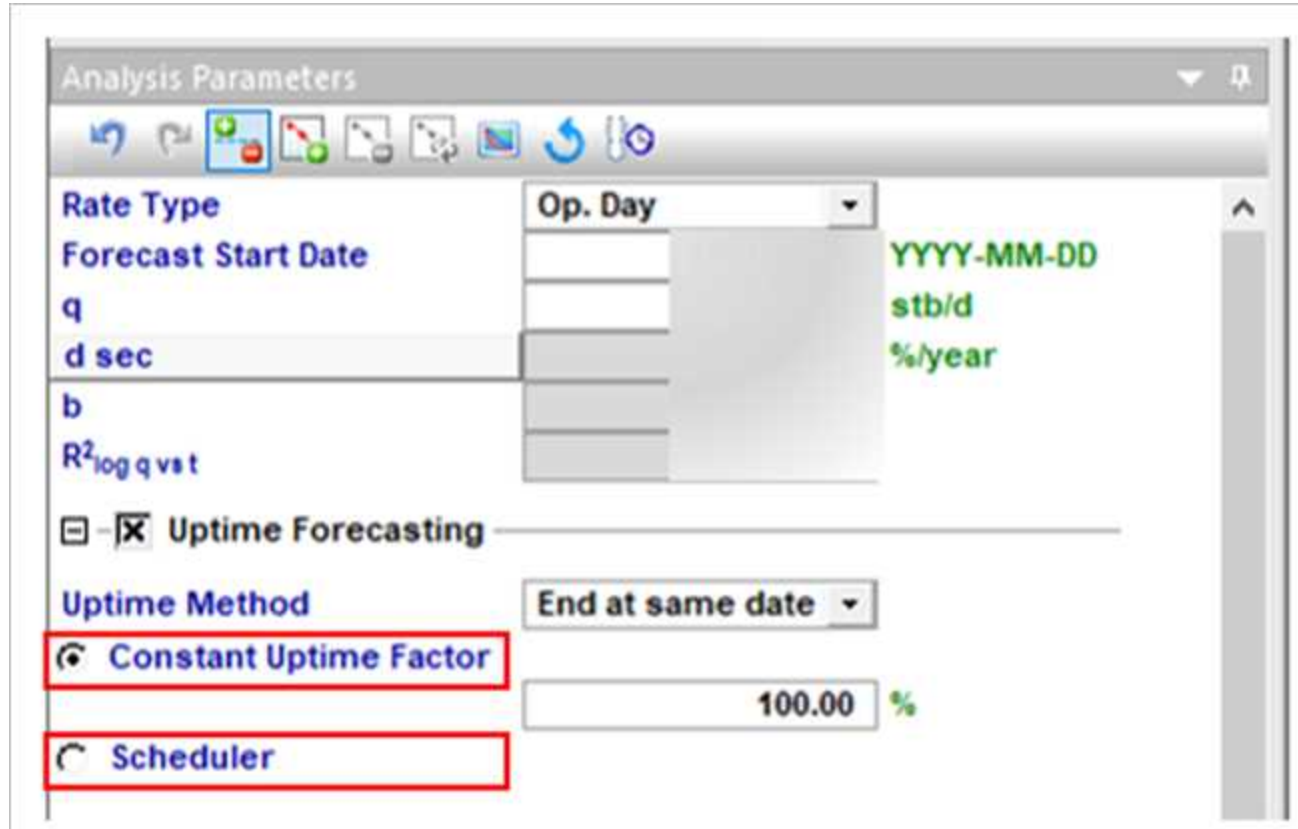 Analysis Parameters
Rate Type Op. Day
Forecast Start Date YYYY-MM-DD
q stb/d
d sec %/year
b
R²log q vs t
Uptime Forecasting
Uptime Method End at same date
Constant Uptime Factor
100.00 %
Scheduler